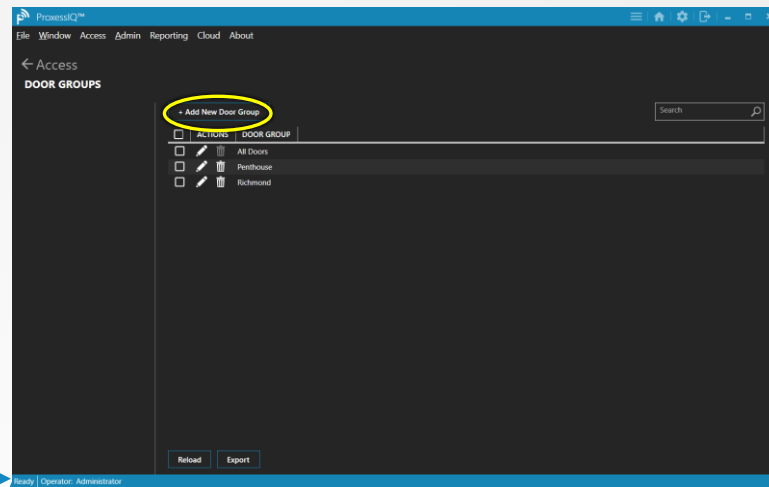 ProxessIQ™
File Window Access Admin Reporting Cloud About
Access
DOOR GROUPS
+ Add New Door Group
Search
ACTIONS DOOR GROUP
All Doors
Penthouse
Richmond
Reload Export
Ready Operator: Administrator